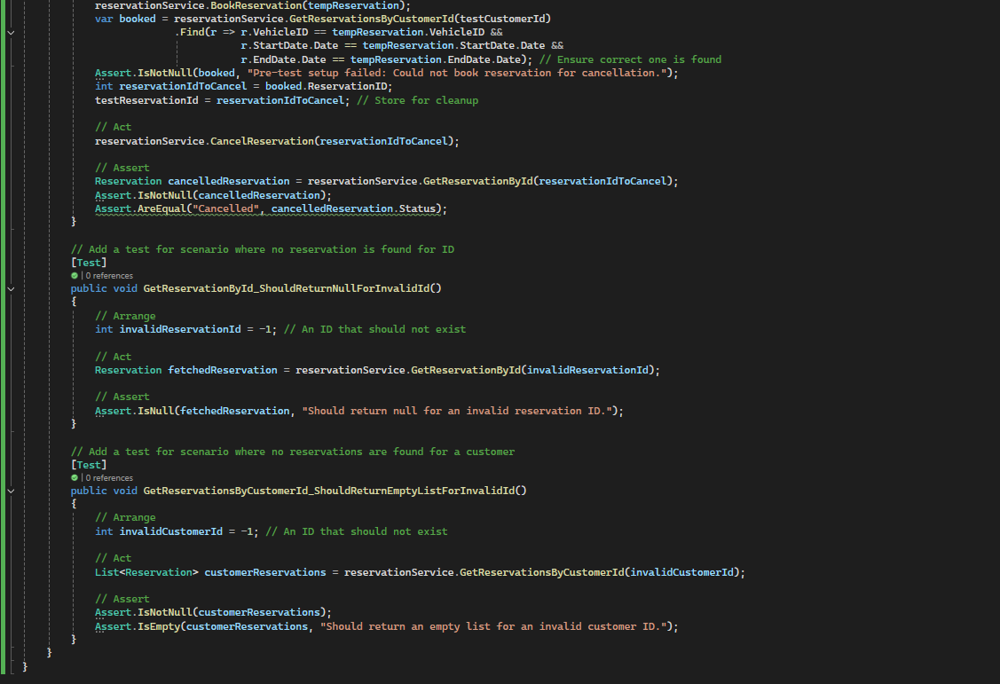 reservationService.BookReservation(tempReservation);
var booked = reservationService.GetReservationsByCustomerId(testCustomerId)
.Find(r => r.VehicleID == tempReservation.VehicleID &&
r.StartDate.Date == tempReservation.StartDate.Date &&
r.EndDate.Date == tempReservation.EndDate.Date); // Ensure correct one is found
Assert.IsNotNull(booked, "Pre-test setup failed: Could not book reservation for cancellation.");
int reservationIdToCancel = booked.ReservationID;
testReservationId = reservationIdToCancel; // Store for cleanup
// Act
reservationService.CancelReservation(reservationIdToCancel);
// Assert
Reservation cancelledReservation = reservationService.GetReservationById(reservationIdToCancel);
Assert.IsNotNull(cancelledReservation);
Assert.AreEqual("Cancelled", cancelledReservation.Status);
}
// Add a test for scenario where no reservation is found for ID
[Test]
| 0 references
public void GetReservationById_ShouldReturnNullForInvalidId()
{
// Arrange
int invalidReservationId = -1; // An ID that should not exist
// Act
Reservation fetchedReservation = reservationService.GetReservationById(invalidReservationId);
// Assert
Assert.IsNull(fetchedReservation, "Should return null for an invalid reservation ID.");
}
// Add a test for scenario where no reservations are found for a customer
[Test]
| 0 references
public void GetReservationsByCustomerId_ShouldReturnEmptyListForInvalidId()
{
// Arrange
int invalidCustomerId = -1; // An ID that should not exist
// Act
List<Reservation> customerReservations = reservationService.GetReservationsByCustomerId(invalidCustomerId);
// Assert
Assert.IsNotNull(customerReservations);
Assert.IsEmpty(customerReservations, "Should return an empty list for an invalid customer ID.");
}
}
}